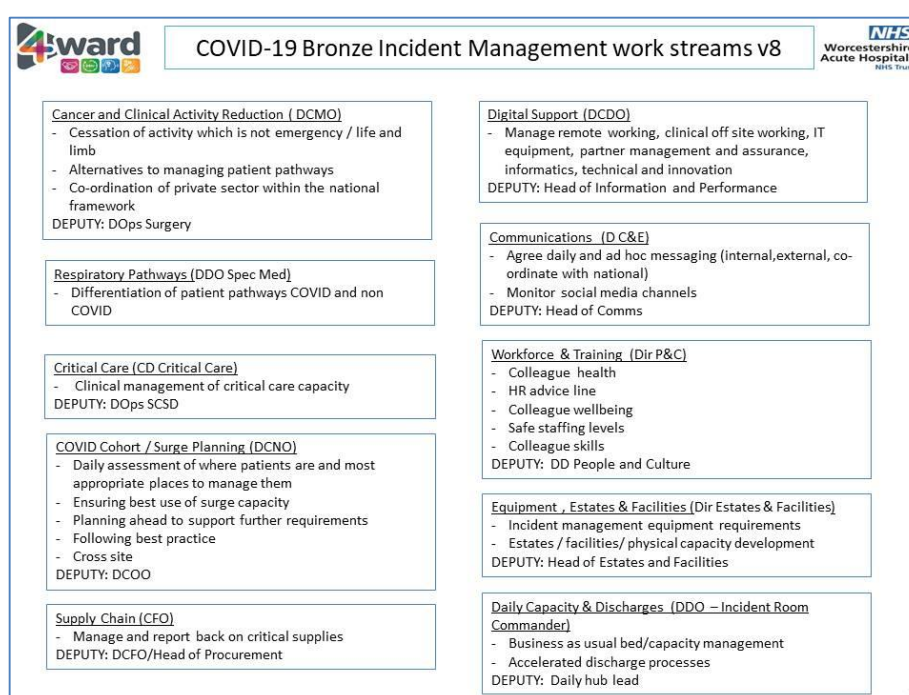 4ward
COVID-19 Bronze Incident Management work streams v8
NHS
Worcestershire
Acute Hospitals
NHS Trust
Cancer and Clinical Activity Reduction ( DCMO)
- Cessation of activity which is not emergency / life and
limb
- Alternatives to managing patient pathways
- Co-ordination of private sector within the national
framework
DEPUTY: DOps Surgery
Respiratory Pathways (DDO Spec Med)
- Differentiation of patient pathways COVID and non
COVID
Critical Care (CD Critical Care)
- Clinical management of critical care capacity
DEPUTY: DOps SCSD
COVID Cohort / Surge Planning (DCNO)
- Daily assessment of where patients are and most
appropriate places to manage them
- Ensuring best use of surge capacity
- Planning ahead to support further requirements
- Following best practice
- Cross site
DEPUTY: DCOO
Supply Chain (CFO)
- Manage and report back on critical supplies
DEPUTY: DCFO/Head of Procurement
Digital Support (DCDO)
- Manage remote working, clinical off site working, IT
equipment, partner management and assurance,
informatics, technical and innovation
DEPUTY: Head of Information and Performance
Communications (D C&E)
- Agree daily and ad hoc messaging (internal,external, co-
ordinate with national)
- Monitor social media channels
DEPUTY: Head of Comms
Workforce & Training (Dir P&C)
- Colleague health
- HR advice line
- Colleague wellbeing
- Safe staffing levels
- Colleague skills
DEPUTY: DD People and Culture
Equipment , Estates & Facilities (Dir Estates & Facilities)
- Incident management equipment requirements
- Estates / facilities/ physical capacity development
DEPUTY: Head of Estates and Facilities
Daily Capacity & Discharges (DDO – Incident Room
Commander)
- Business as usual bed/capacity management
- Accelerated discharge processes
DEPUTY: Daily hub lead